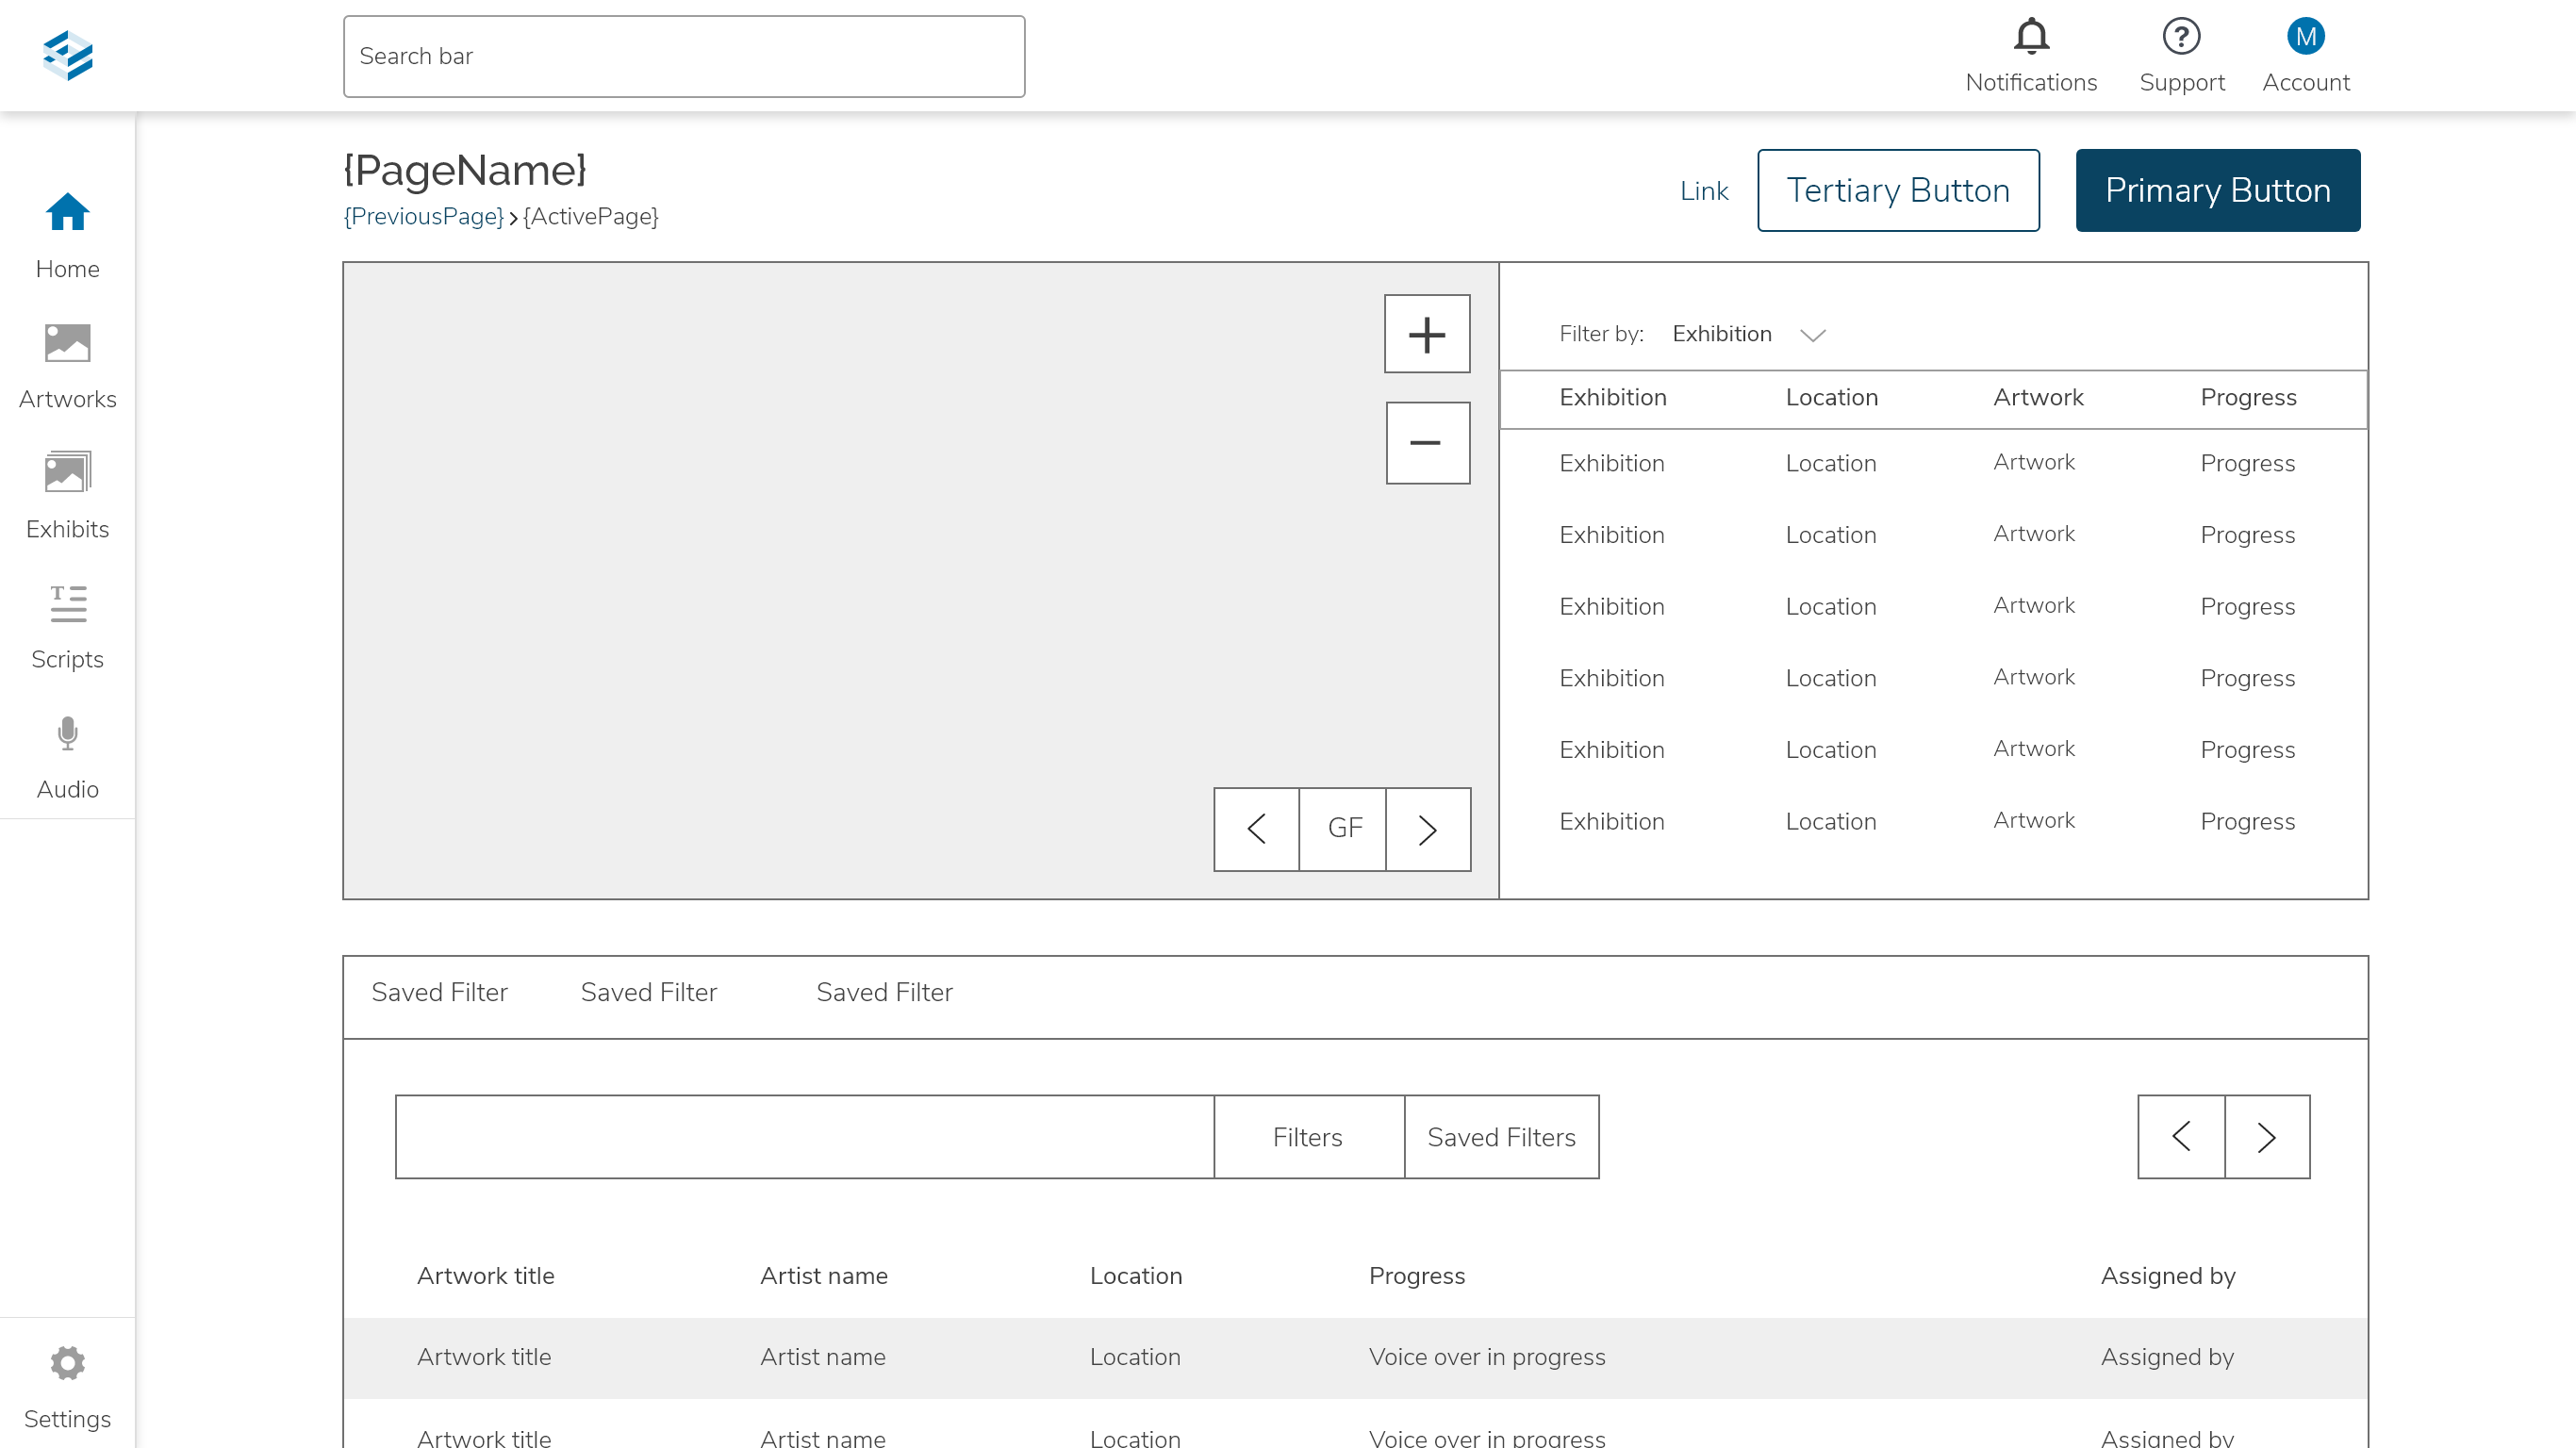 Search bar
Notifications
Support
M
Account
{PageName}
{PreviousPage} > {ActivePage}
Link
Tertiary Button
Primary Button
Home
Artworks
Exhibits
Scripts
Audio
Settings
GF
Filter by: Exhibition
Exhibition Location Artwork Progress
Exhibition Location Artwork Progress
Exhibition Location Artwork Progress
Exhibition Location Artwork Progress
Exhibition Location Artwork Progress
Exhibition Location Artwork Progress
Exhibition Location Artwork Progress
Saved Filter Saved Filter Saved Filter
Filters Saved Filters
Artwork title Artist name Location Progress Assigned by
Artwork title Artist name Location Voice over in progress Assigned by
Artwork title Artist name Location Voice over in progress Assigned by